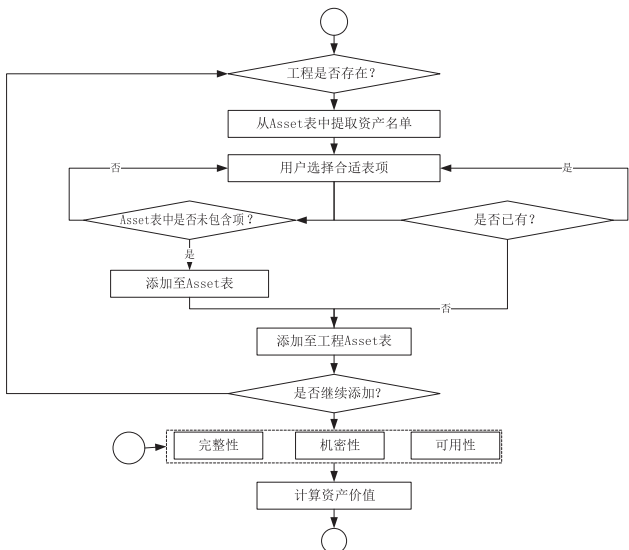 工程是否存在？
从Asset表中提取资产名单
用户选择合适表项
否
是
Asset表中是否未包含项？
是否已有？
是
添加至Asset表
否
添加至工程Asset表
是否继续添加？
完整性
机密性
可用性
计算资产价值